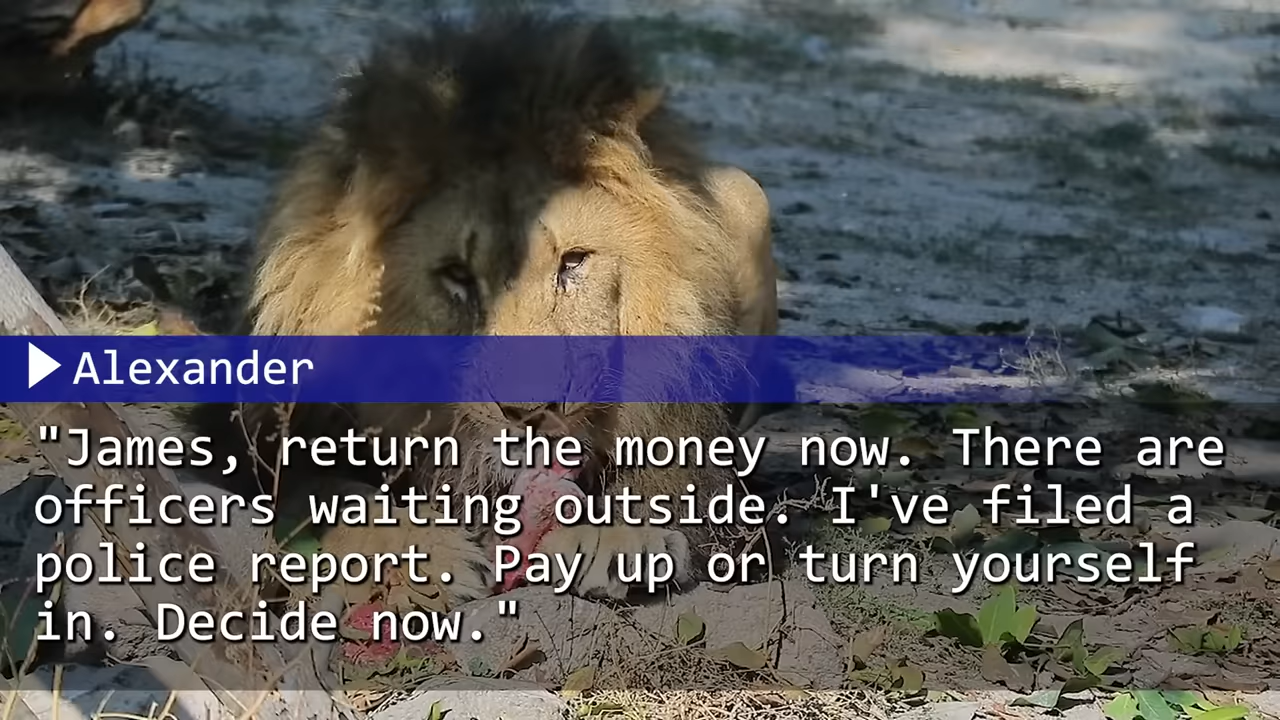 Alexander
"James, return the money now. There are
officers waiting outside. I've filed a
police report. Pay up or turn yourself
in. Decide now."